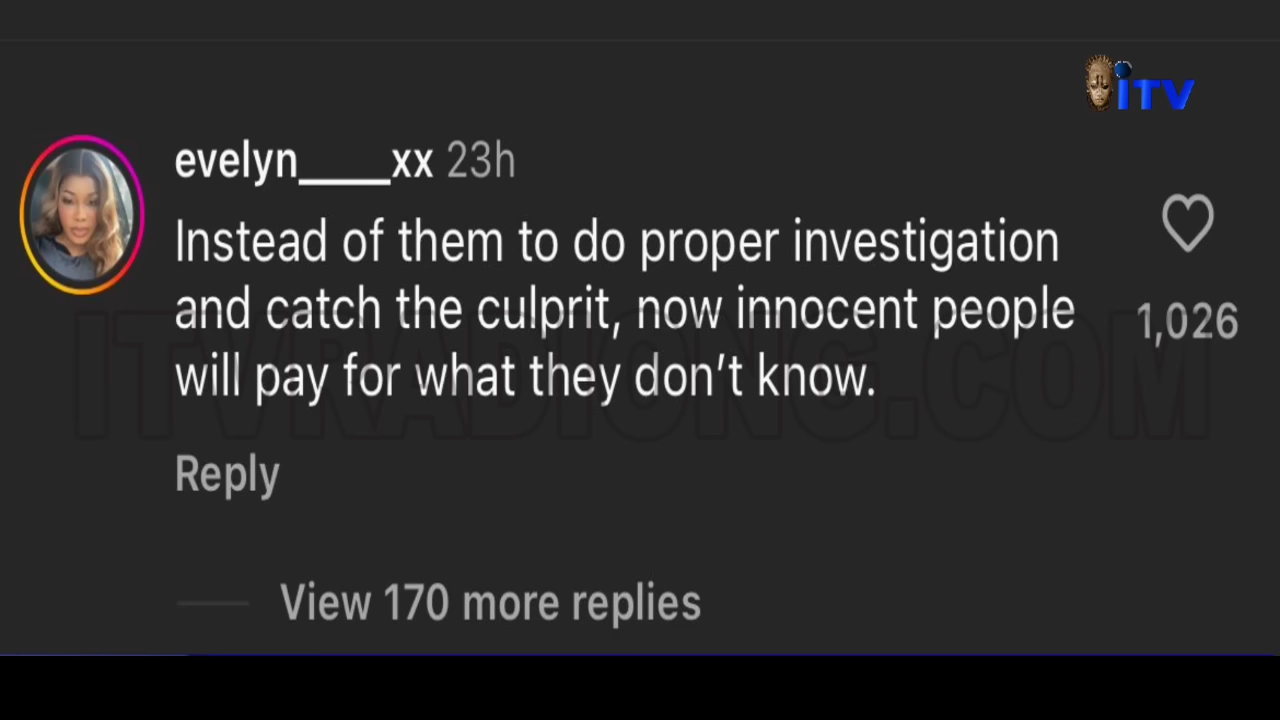 iTV
evelyn_____xx 23h
Instead of them to do proper investigation
and catch the culprit, now innocent people
will pay for what they don't know.
1,026
ITVRADIONG.COM
Reply
View 170 more replies